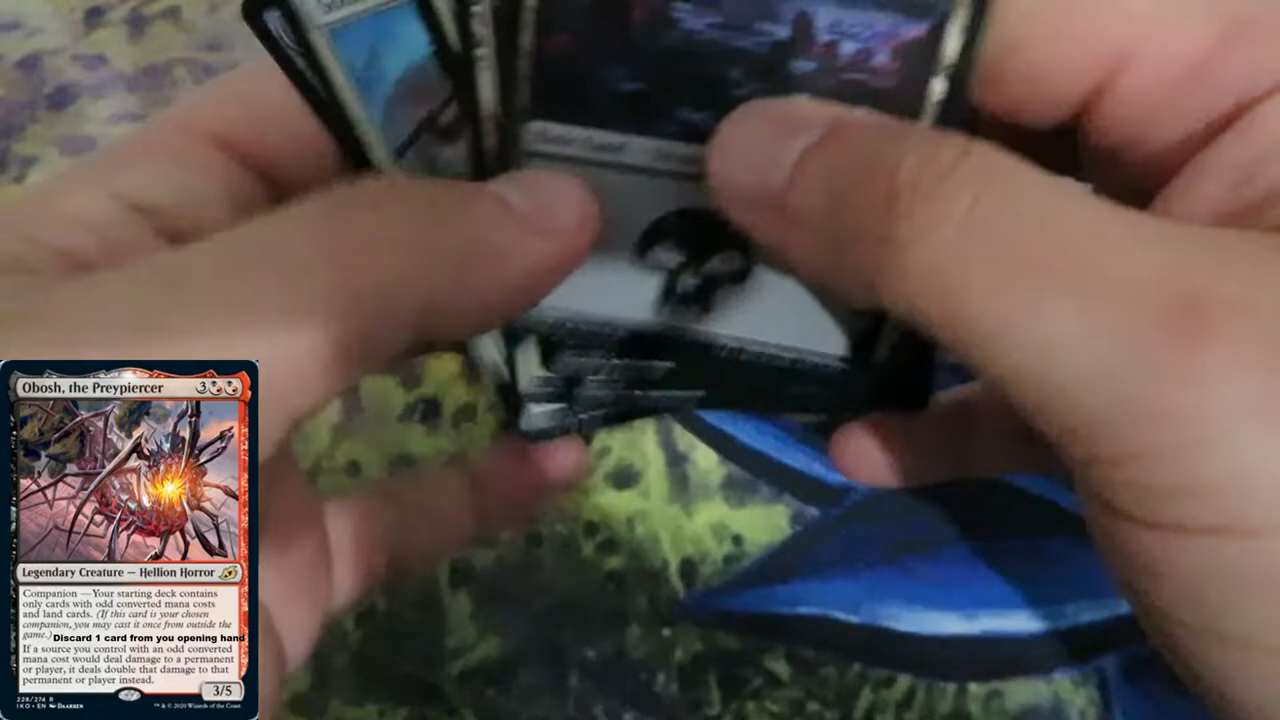 Obosh, the Preypiercer 3
Legendary Creature — Hellion Horror
Companion — Your starting deck contains
only cards with odd converted mana costs
and land cards. (If this card is your chosen
companion, you may cast it once from outside the
game.) Discard 1 card from you opening hand
If a source you control with an odd converted
mana cost would deal damage to a permanent
or player, it deals double that damage to that
permanent or player instead.
3/5
228/274 R
IKO • EN DAARKEN
™ & © 2020 Wizards of the Coast